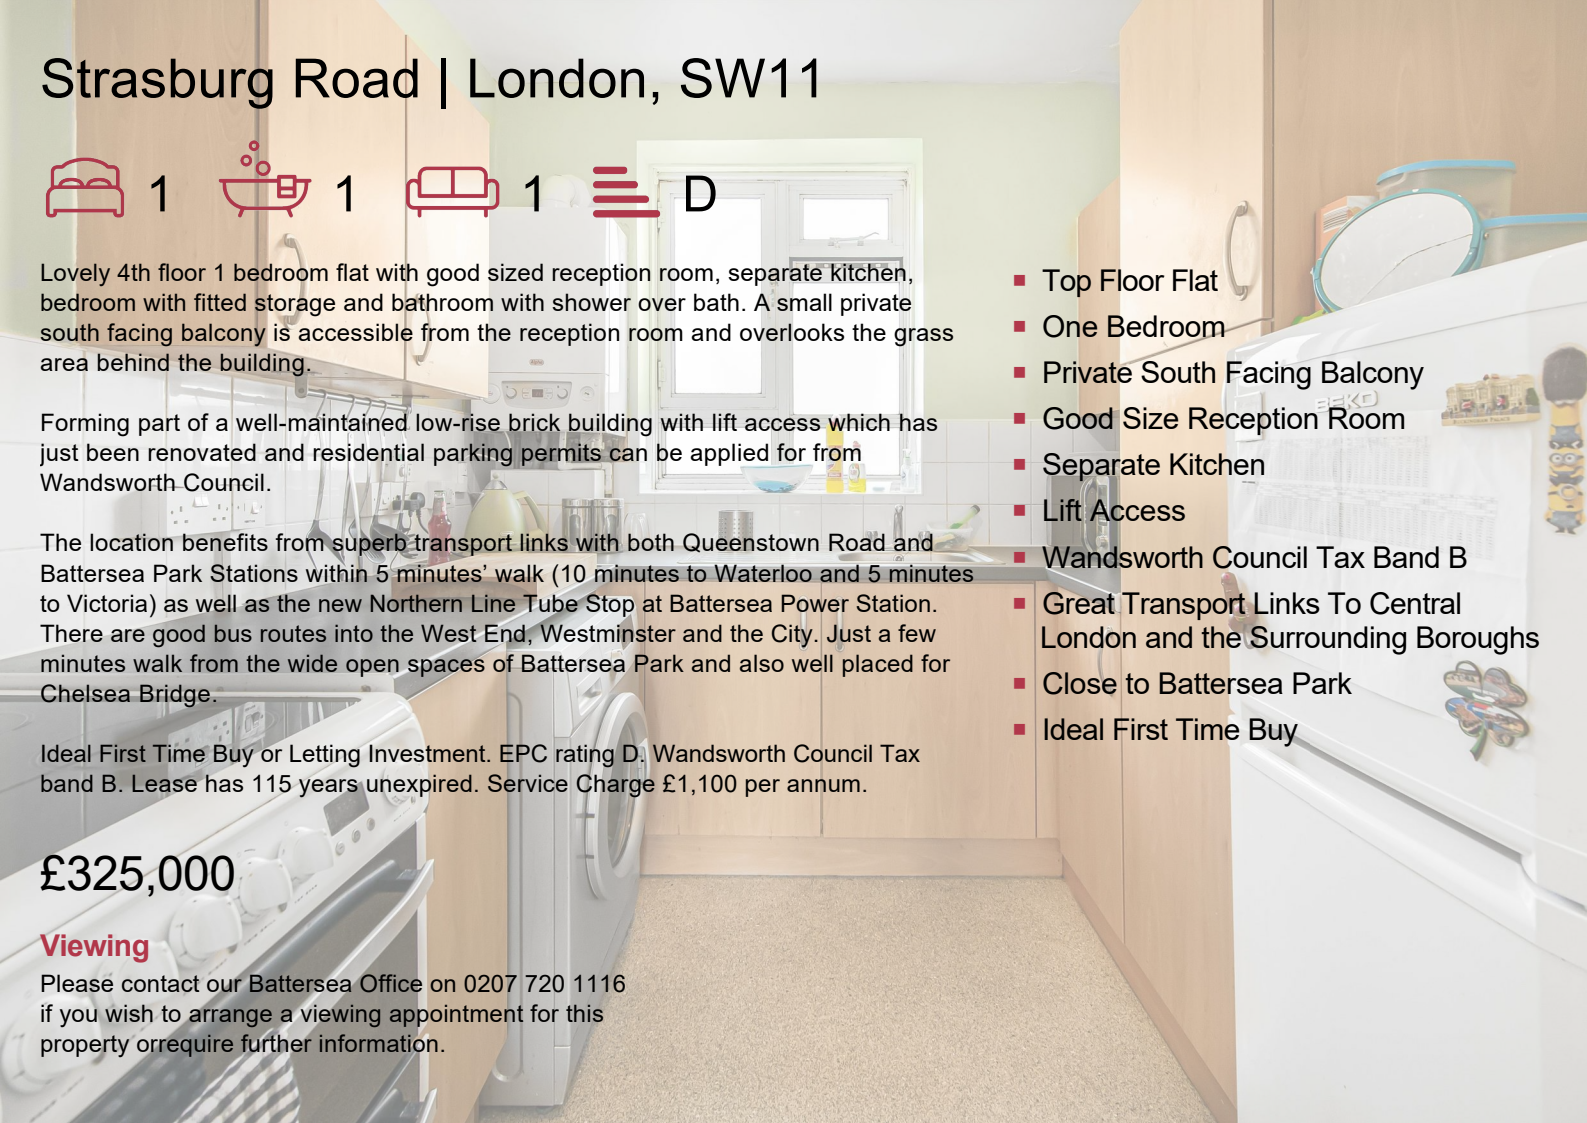 Strasburg Road | London, SW11
1 1 1 D
Lovely 4th floor 1 bedroom flat with good sized reception room, separate kitchen,
bedroom with fitted storage and bathroom with shower over bath. A small private
south facing balcony is accessible from the reception room and overlooks the grass
area behind the building.
Forming part of a well-maintained low-rise brick building with lift access which has
just been renovated and residential parking permits can be applied for from
Wandsworth Council.
The location benefits from superb transport links with both Queenstown Road and
Battersea Park Stations within 5 minutes’ walk (10 minutes to Waterloo and 5 minutes
to Victoria) as well as the new Northern Line Tube Stop at Battersea Power Station.
There are good bus routes into the West End, Westminster and the City. Just a few
minutes walk from the wide open spaces of Battersea Park and also well placed for
Chelsea Bridge.
Ideal First Time Buy or Letting Investment. EPC rating D. Wandsworth Council Tax
band B. Lease has 115 years unexpired. Service Charge £1,100 per annum.
£325,000
Viewing
Please contact our Battersea Office on 0207 720 1116
if you wish to arrange a viewing appointment for this
property orrequire further information.
Top Floor Flat
One Bedroom
Private South Facing Balcony
Good Size Reception Room
Separate Kitchen
Lift Access
Wandsworth Council Tax Band B
Great Transport Links To Central
London and the Surrounding Boroughs
Close to Battersea Park
Ideal First Time Buy
BEKO